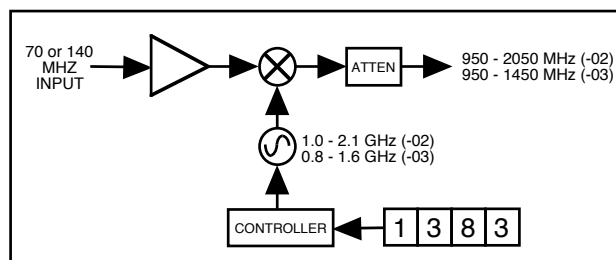 70 or 140
MHZ
INPUT
ATTEN
950 - 2050 MHz (-02)
950 - 1450 MHz (-03)
1.0 - 2.1 GHz (-02)
0.8 - 1.6 GHz (-03)
CONTROLLER
1 3 8 3